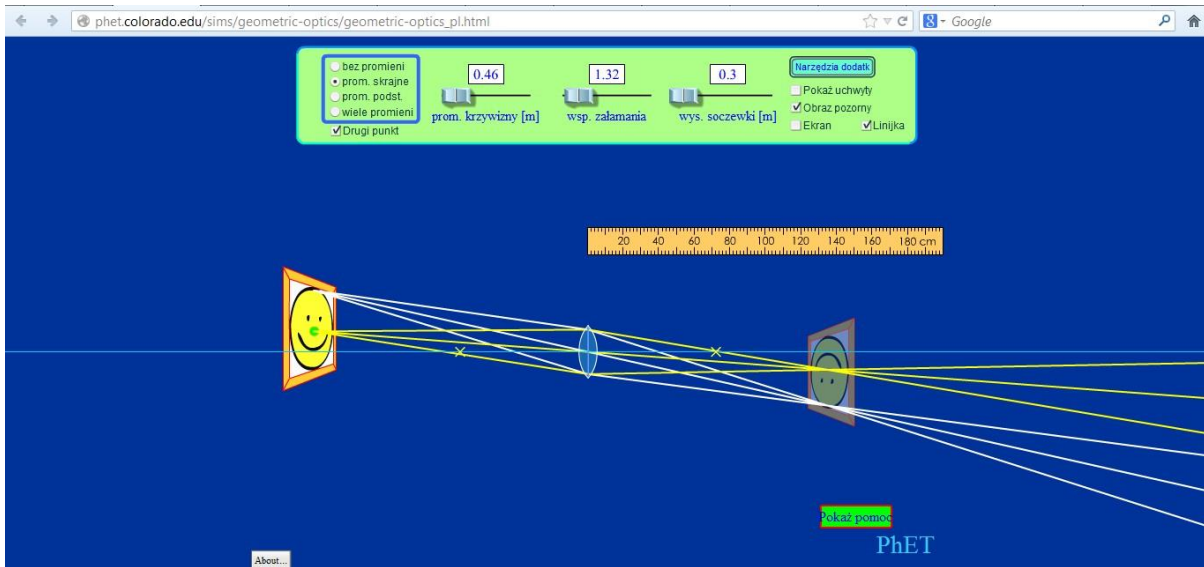 phet.colorado.edu/sims/geometric-optics/geometric-optics_pl.html
Google
bez promieni
prom. skrajne
prom. podst.
wiele promieni
Drugi punkt
0.46
prom. krzywizny [m]
1.32
wsp. załamania
0.3
wys. soczewki [m]
Narzędzia dodatk
Pokaż uchwyty
Obraz pozorny
Ekran
Linijka
20 40 60 80 100 120 140 160 180 cm
Pokaż pomoc
PhET
About...